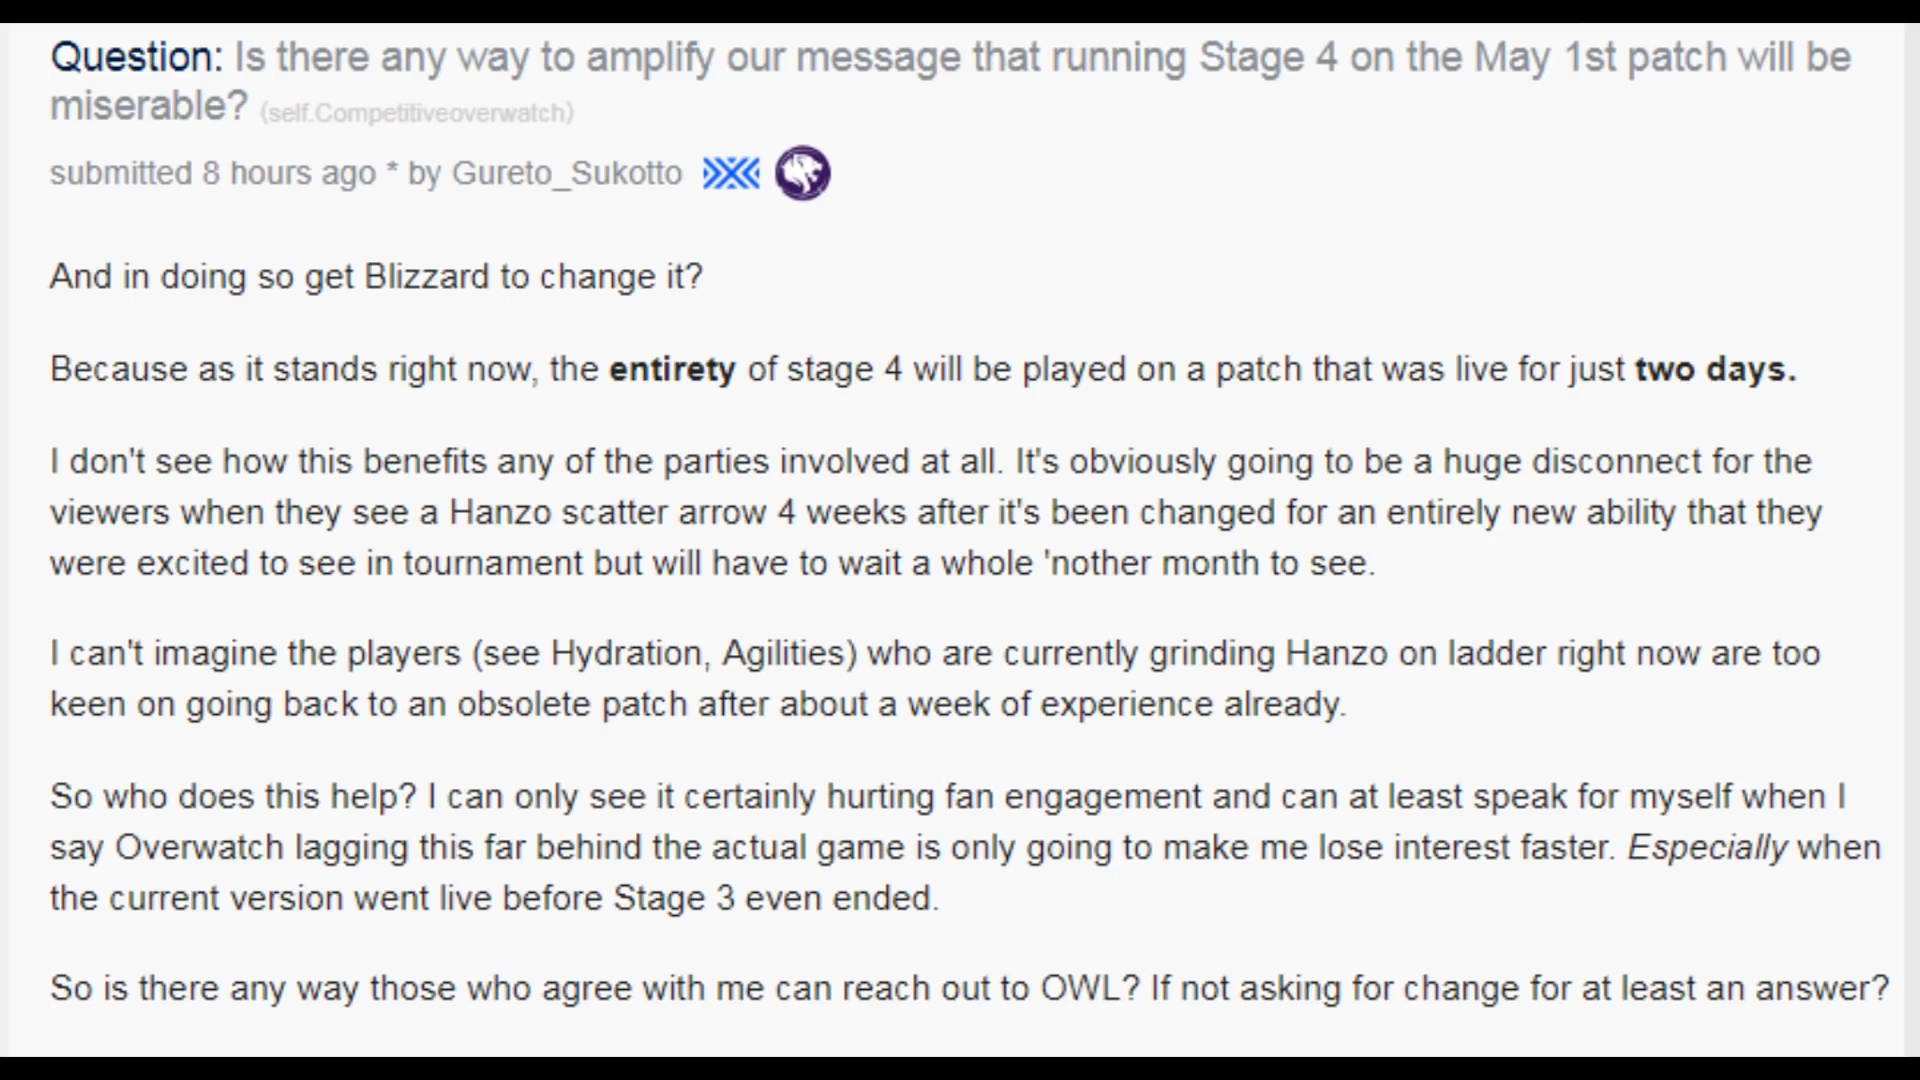 Question: Is there any way to amplify our message that running Stage 4 on the May 1st patch will be
miserable? (self.Competitiveoverwatch)
submitted 8 hours ago * by Gureto_Sukotto
And in doing so get Blizzard to change it?
Because as it stands right now, the entirety of stage 4 will be played on a patch that was live for just two days.
I don't see how this benefits any of the parties involved at all. It's obviously going to be a huge disconnect for the
viewers when they see a Hanzo scatter arrow 4 weeks after it's been changed for an entirely new ability that they
were excited to see in tournament but will have to wait a whole 'nother month to see.
I can't imagine the players (see Hydration, Agilities) who are currently grinding Hanzo on ladder right now are too
keen on going back to an obsolete patch after about a week of experience already.
So who does this help? I can only see it certainly hurting fan engagement and can at least speak for myself when I
say Overwatch lagging this far behind the actual game is only going to make me lose interest faster. Especially when
the current version went live before Stage 3 even ended.
So is there any way those who agree with me can reach out to OWL? If not asking for change for at least an answer?